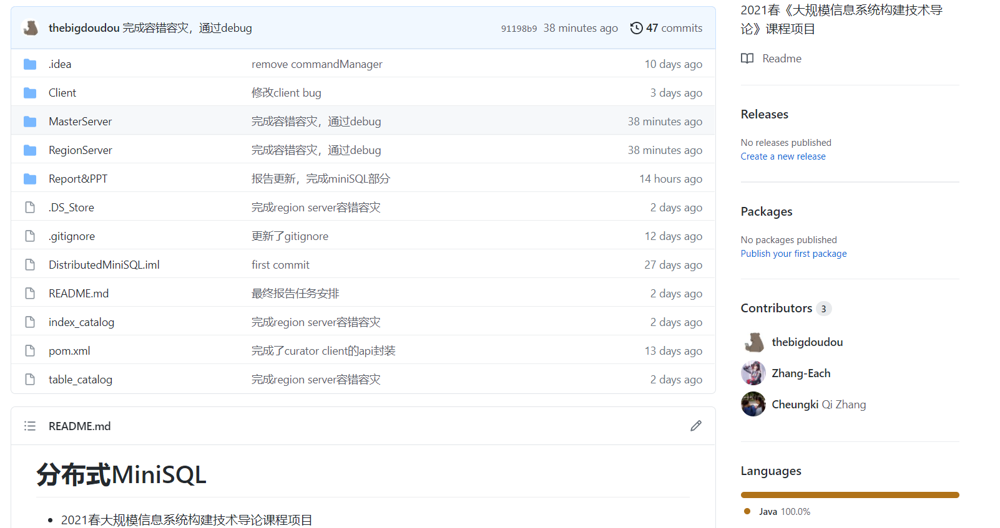 thebigdoudou 完成容错容灾，通过debug 91198b9 38 minutes ago 47 commits
.idea remove commandManager 10 days ago
Client 修改client bug 3 days ago
MasterServer 完成容错容灾，通过debug 38 minutes ago
RegionServer 完成容错容灾，通过debug 38 minutes ago
Report&PPT 报告更新，完成miniSQL部分 14 hours ago
.DS_Store 完成region server容错容灾 2 days ago
.gitignore 更新了gitignore 12 days ago
DistributedMiniSQL.iml first commit 27 days ago
README.md 最终报告任务安排 2 days ago
index_catalog 完成region server容错容灾 2 days ago
pom.xml 完成了curator client的api封装 13 days ago
table_catalog 完成region server容错容灾 2 days ago
README.md
分布式MiniSQL
2021春大规模信息系统构建技术导论课程项目
2021春《大规模信息系统构建技术导
论》课程项目
Readme
Releases
No releases published
Create a new release
Packages
No packages published
Publish your first package
Contributors 3
thebigdoudou
Zhang-Each
Cheungki Qi Zhang
Languages
Java 100.0%